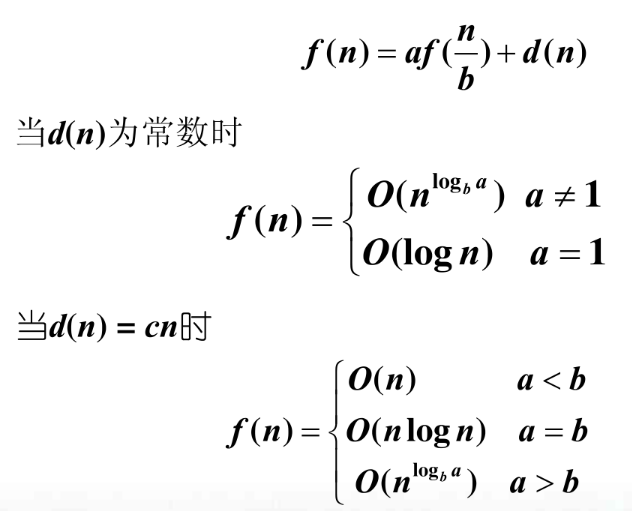 f(n) = af(n/b) + d(n)
当d(n)为常数时
f(n) = { O(n^{log_b a}) a ≠ 1
O(log n) a = 1
当d(n) = cn时
f(n) = { O(n) a < b
O(n log n) a = b
O(n^{log_b a}) a > b